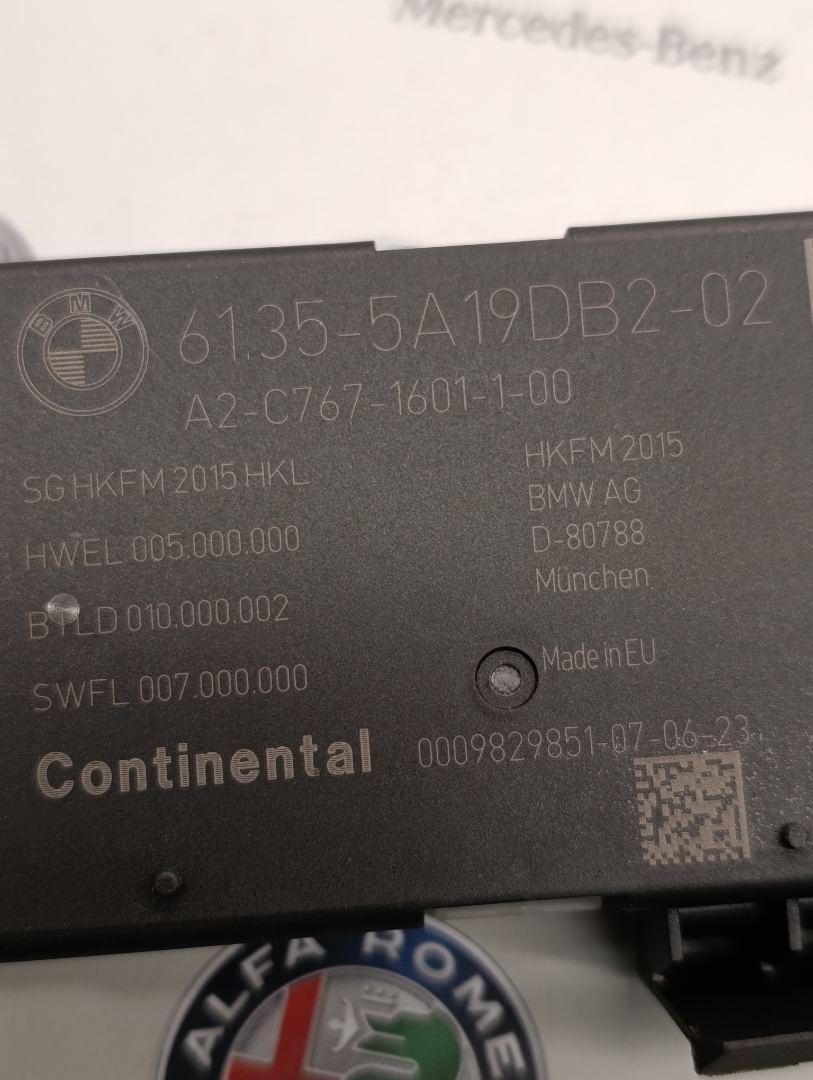 Mercedes-Benz
BMW
61.35-5A19DB2-02
A2-C767-1601-1-00
SG HKFM 2015 HKL
HWEL 005.000.000
BTLD 010.000.002
SWFL 007.000.000
HKFM 2015
BMW AG
D-80788
München
Made in EU
Continental 0009829851-07-06-23
ALFA ROMEO